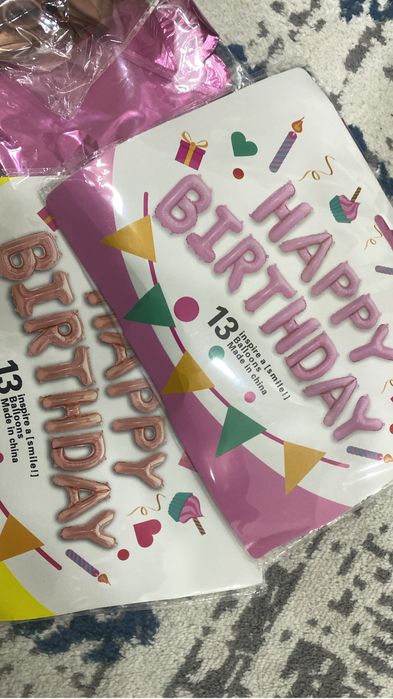 HAPPY
BIRTHDAY
13
inspire a [smile!]
Balloons
Made in china
HAPPY
BIRTHDAY
13
inspire a [smile!]
Balloons
Made in china